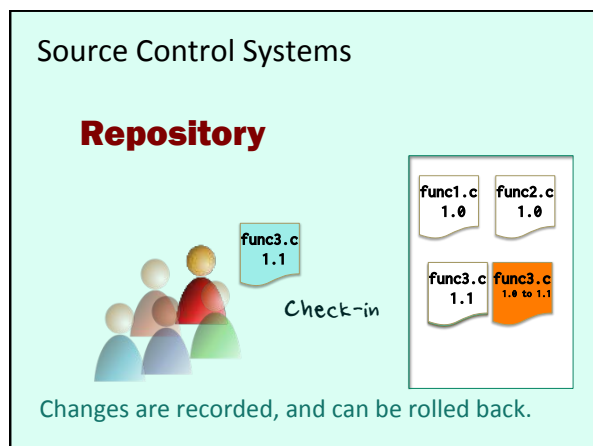 Source Control Systems
Repository
func1.c
1.0
func2.c
1.0
func3.c
1.1
Check-in
func3.c
1.1
func3.c
1.0 to 1.1
Changes are recorded, and can be rolled back.